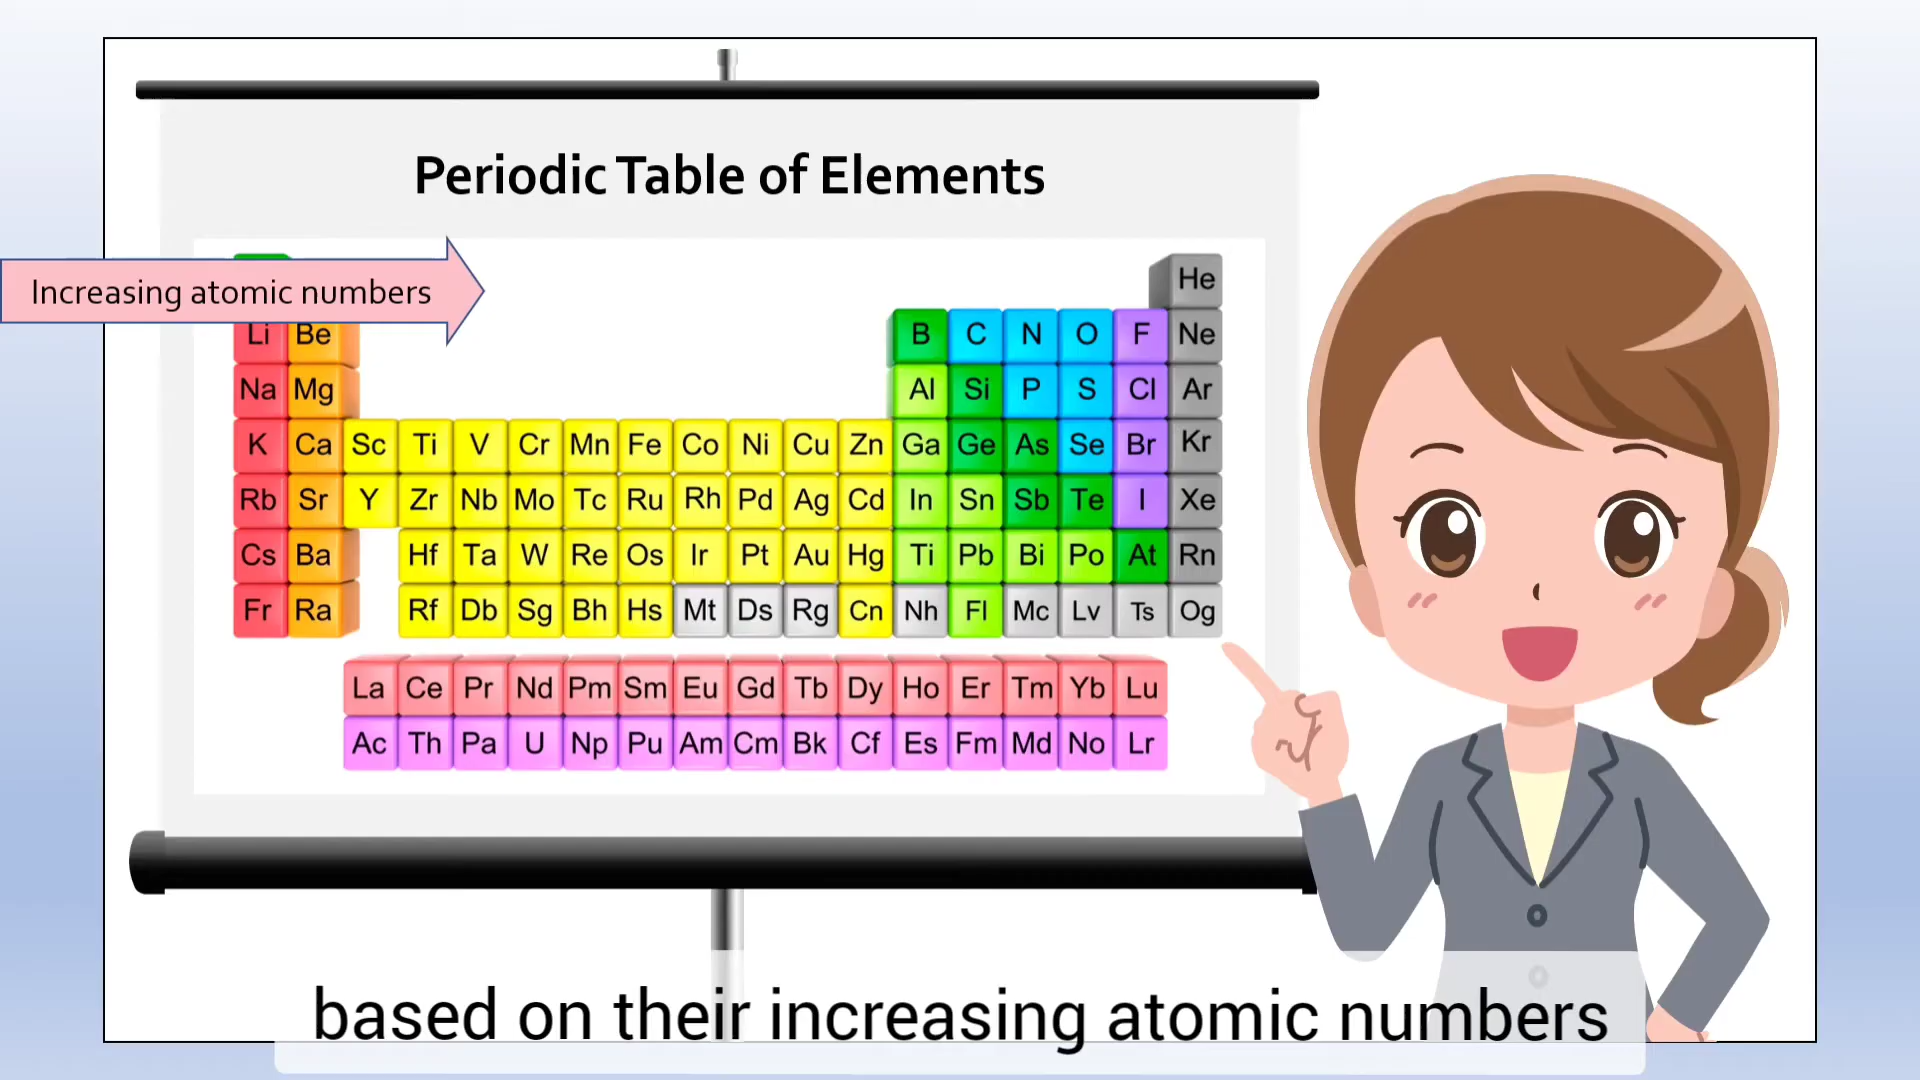 Periodic Table of Elements
Increasing atomic numbers
He
Li Be B C N O F Ne
Na Mg Al Si P S Cl Ar
K Ca Sc Ti V Cr Mn Fe Co Ni Cu Zn Ga Ge As Se Br Kr
Rb Sr Y Zr Nb Mo Tc Ru Rh Pd Ag Cd In Sn Sb Te I Xe
Cs Ba Hf Ta W Re Os Ir Pt Au Hg Ti Pb Bi Po At Rn
Fr Ra Rf Db Sg Bh Hs Mt Ds Rg Cn Nh Fl Mc Lv Ts Og
La Ce Pr Nd Pm Sm Eu Gd Tb Dy Ho Er Tm Yb Lu
Ac Th Pa U Np Pu Am Cm Bk Cf Es Fm Md No Lr
based on their increasing atomic numbers